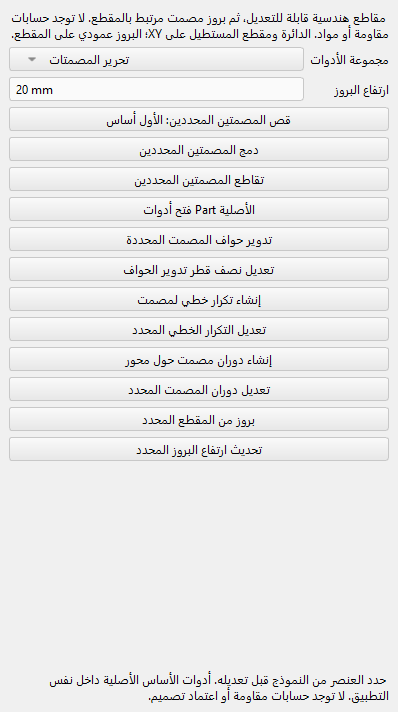 مقاطع هندسية قابلة للتعديل، ثم بروز مصمت مرتبط بالمقطع. لا توجد حسابات
مقاومة أو مواد. الدائرة ومقطع المستطيل على XY؛ البروز عمودي على المقطع.
مجموعة الأدوات تحرير المصمتات
ارتفاع البروز 20 mm
قص المصمتين المحددين: الأول أساس
دمج المصمتين المحددين
تقاطع المصمتين المحددين
الأصلية Part فتح أدوات
تدوير حواف المصمت المحددة
تعديل نصف قطر تدوير الحواف
إنشاء تكرار خطي لمصمت
تعديل التكرار الخطي المحدد
إنشاء دوران مصمت حول محور
تعديل دوران المصمت المحدد
بروز من المقطع المحدد
تحديث ارتفاع البروز المحدد
حدد العنصر من النموذج قبل تعديله. أدوات الأساس الأصلية داخل نفس
التطبيق. لا توجد حسابات مقاومة أو اعتماد تصميم.